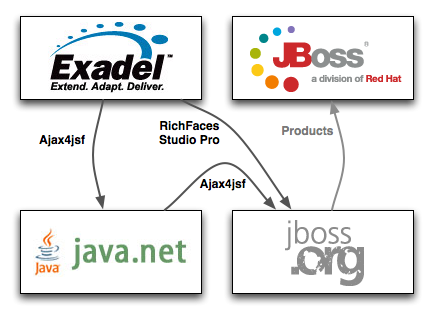 Exadel™
Extend. Adapt. Deliver.
JBoss®
a division of Red Hat
Ajax4jsf
RichFaces
Studio Pro
Products
Ajax4jsf
Java
java.net
jboss
.org